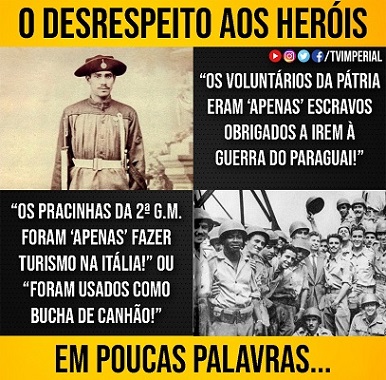 O DESRESPEITO AOS HERÓIS
/TVIMPERIAL
“OS VOLUNTÁRIOS DA PÁTRIA
ERAM ‘APENAS’ ESCRAVOS
OBRIGADOS A IREM À
GUERRA DO PARAGUAI!”
“OS PRACINHAS DA 2ª G.M.
FORAM ‘APENAS’ FAZER
TURISMO NA ITÁLIA!” OU
“FORAM USADOS COMO
BUCHA DE CANHÃO!”
EM POUCAS PALAVRAS...